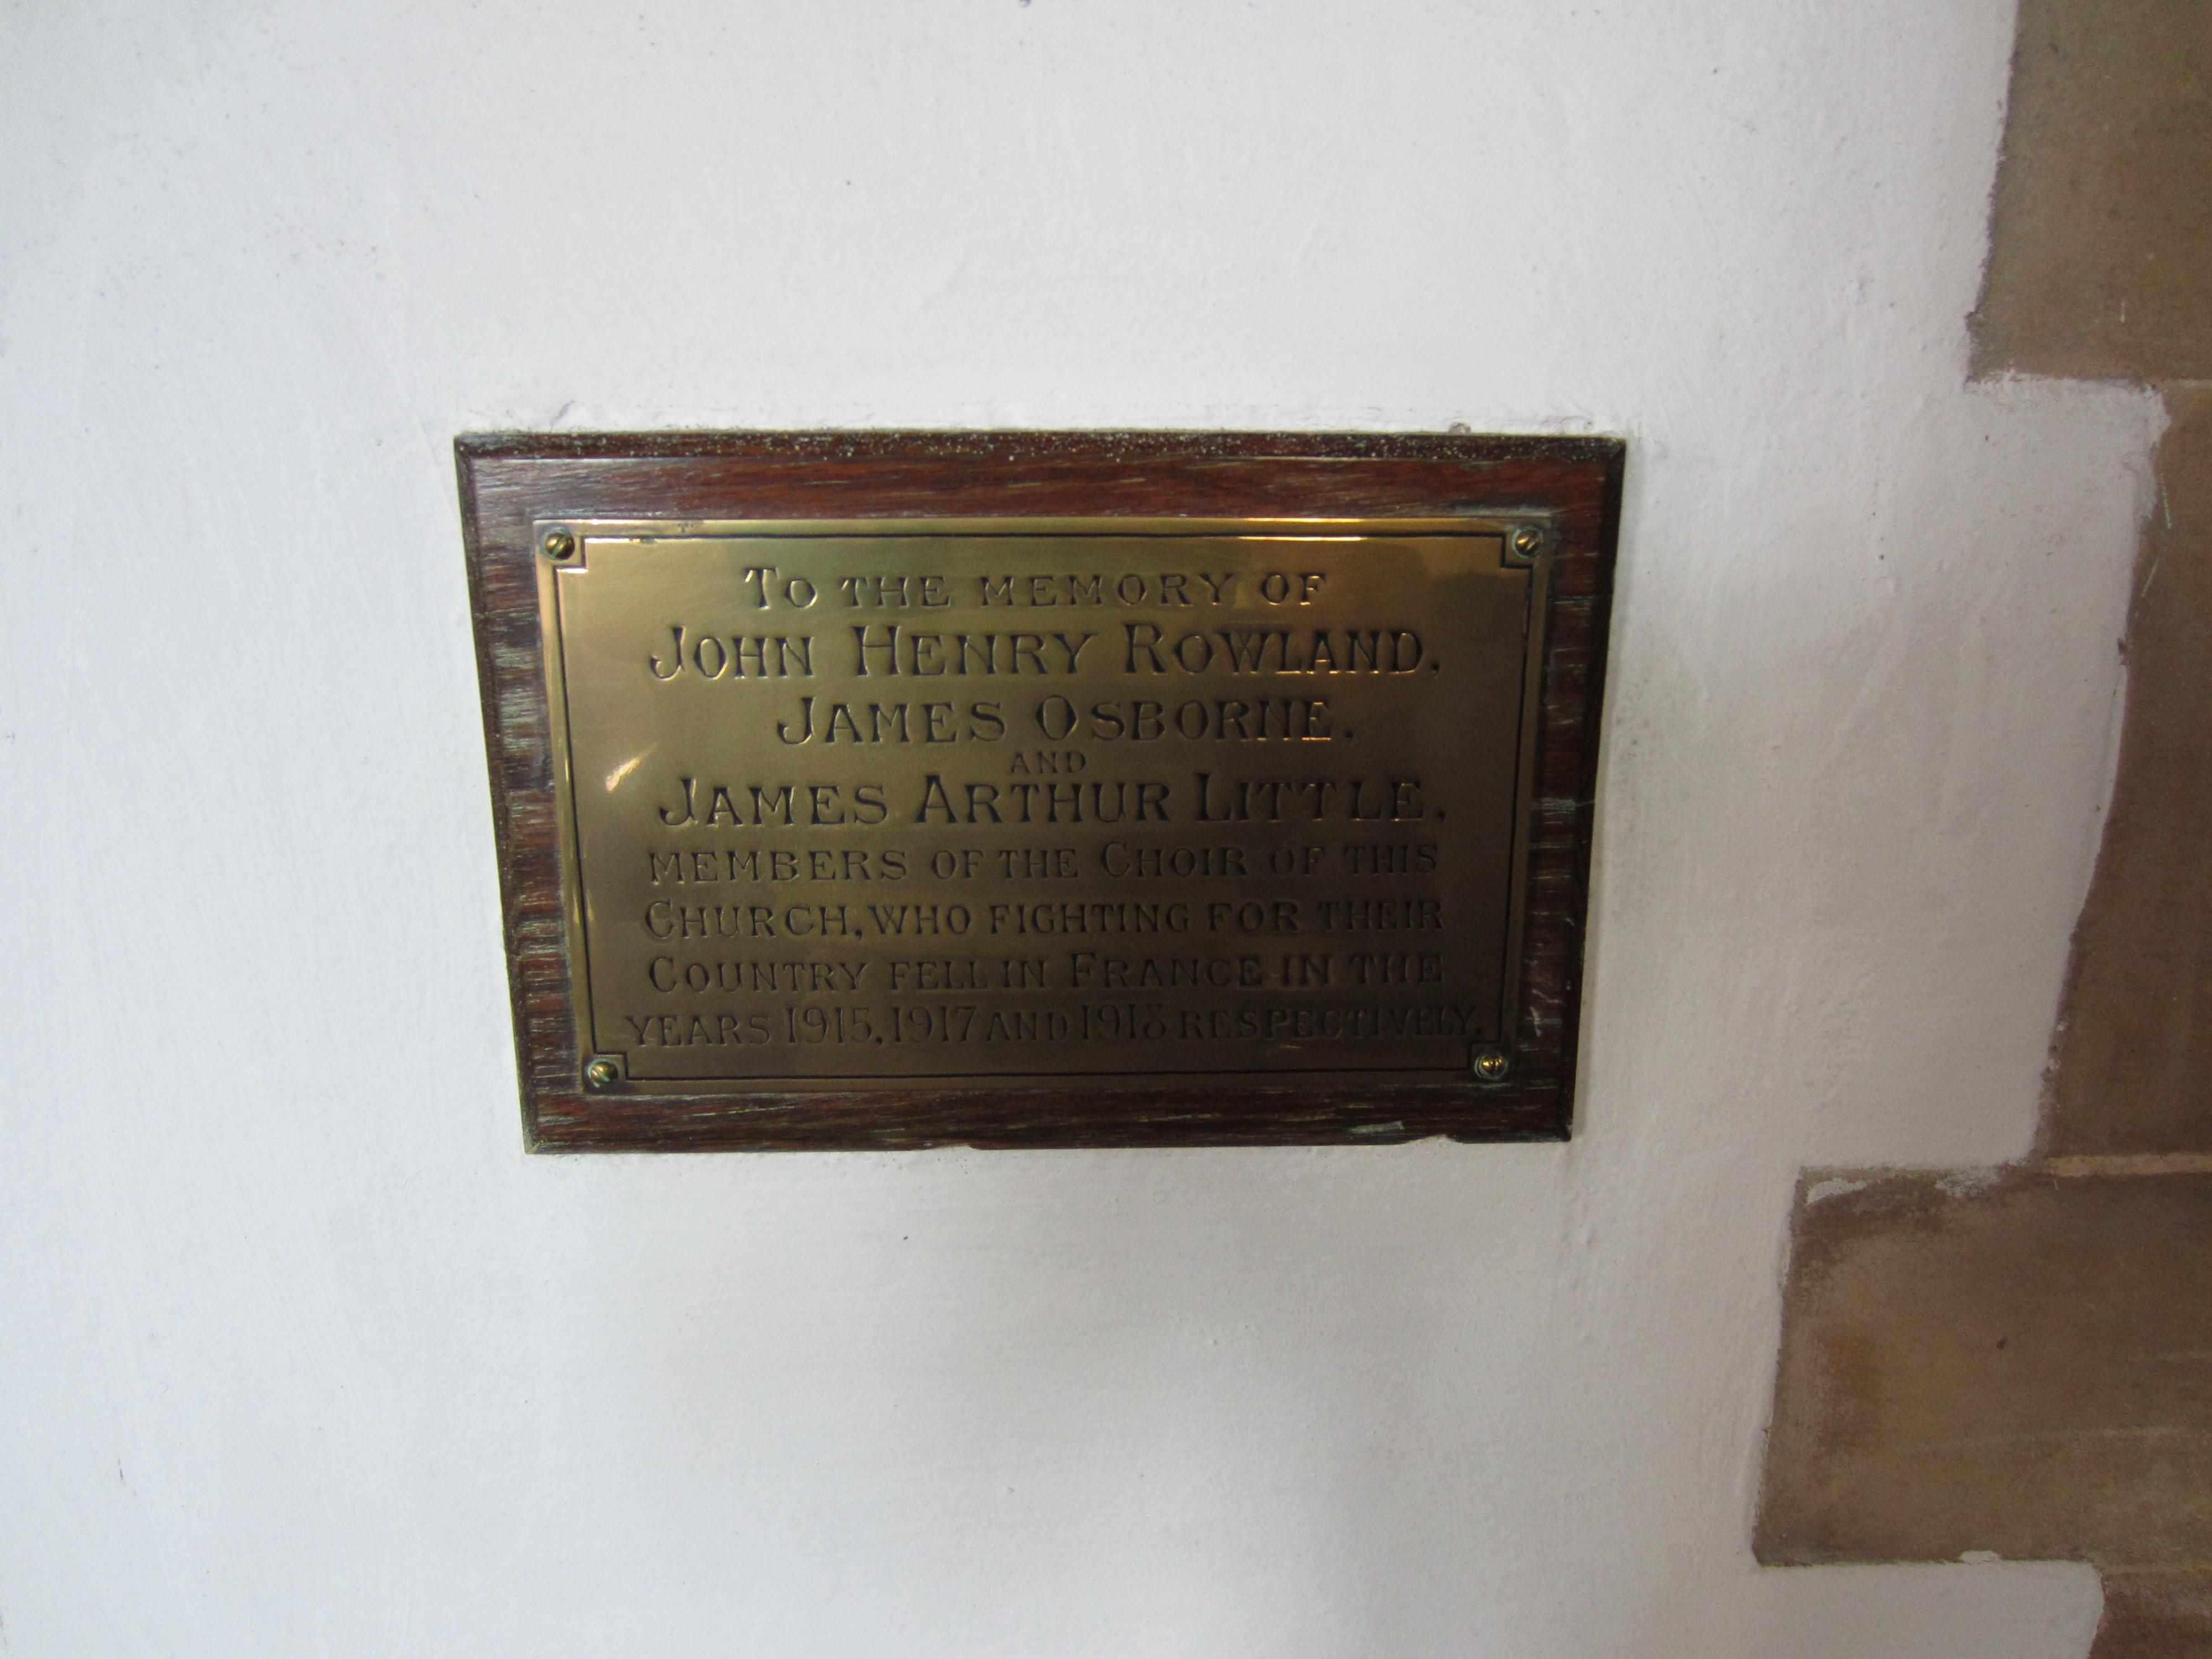 To the memory of
John Henry Rowland,
James Osborne,
and
James Arthur Little,
members of the Choir of this
Church, who fighting for their
Country fell in France in the
years 1915, 1917 and 1918 respectively.